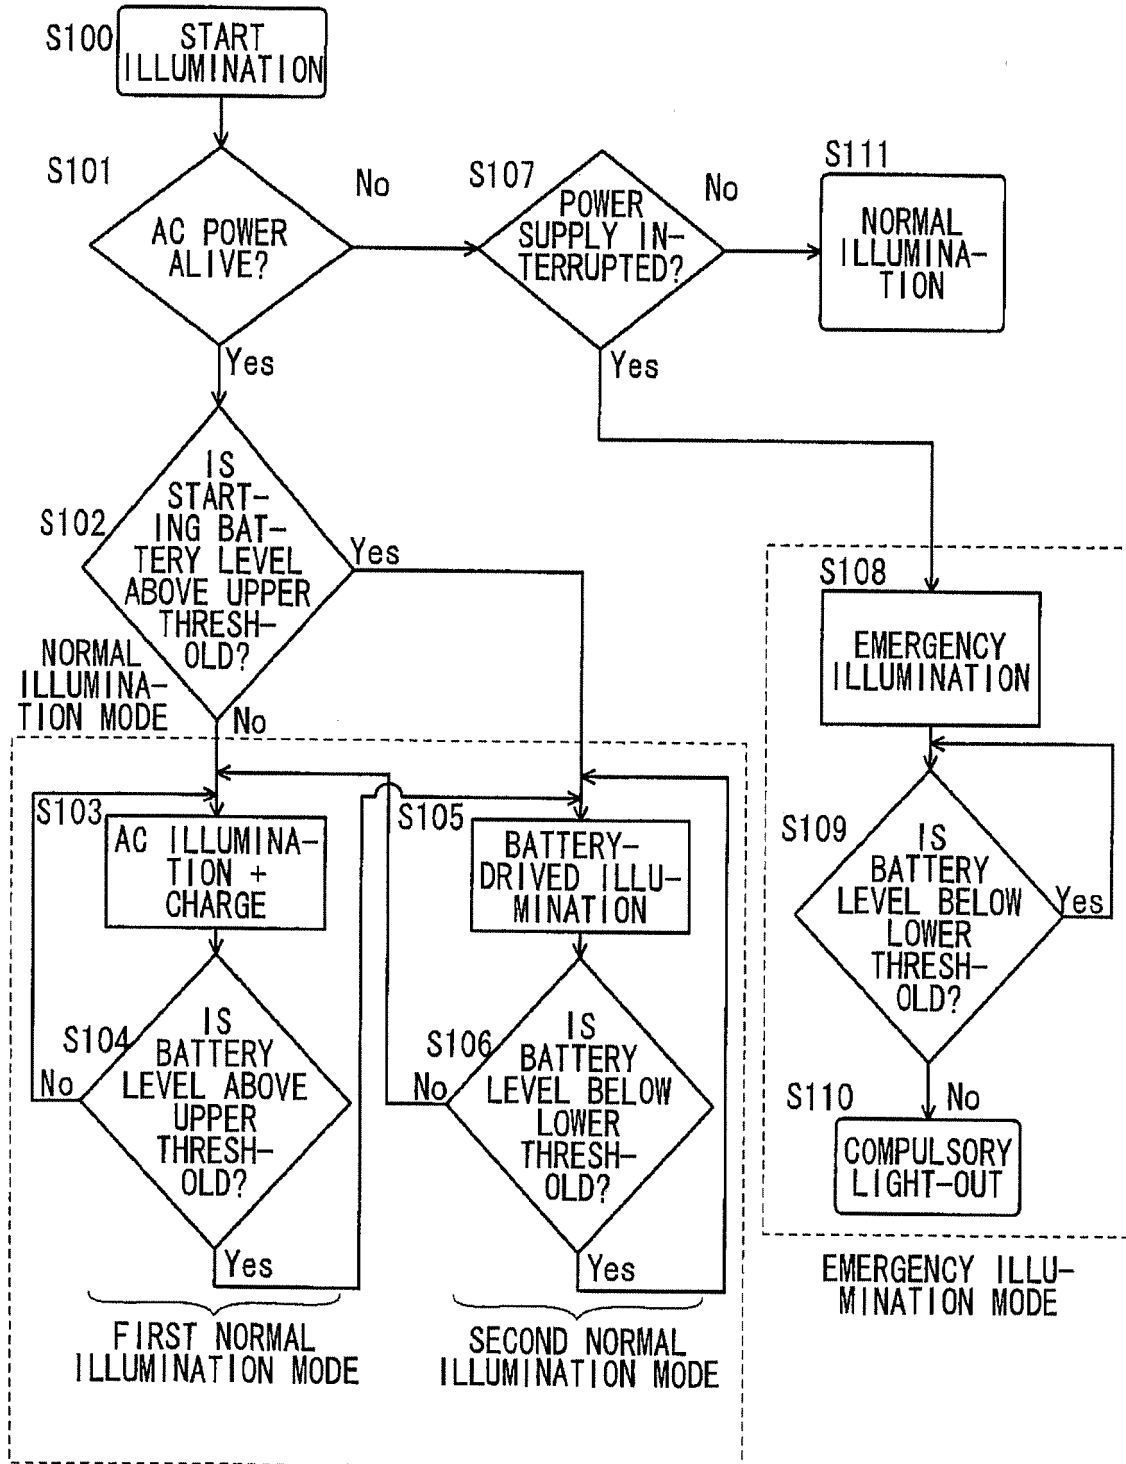 S100
START
ILLUMINATION
S101
AC POWER
ALIVE?
No
Yes
S107
POWER
SUPPLY IN-
TERRUPTED?
No
Yes
S111
NORMAL
ILLUMINA-
TION
S102
IS
START-
ING BAT-
TERY LEVEL
ABOVE UPPER
THRESH-
OLD?
Yes
No
NORMAL
ILLUMINA-
TION MODE
S103
AC ILLUMINA-
TION +
CHARGE
S104
IS
BATTERY
LEVEL ABOVE
UPPER
THRESH-
OLD?
No
Yes
FIRST NORMAL
ILLUMINATION MODE
S105
BATTERY-
DRIVED ILLU-
MINATION
S106
IS
BATTERY
LEVEL BELOW
LOWER
THRESH-
OLD?
No
Yes
SECOND NORMAL
ILLUMINATION MODE
S108
EMERGENCY
ILLUMINATION
S109
IS
BATTERY
LEVEL BELOW
LOWER
THRESH-
OLD?
Yes
No
S110
COMPULSORY
LIGHT-OUT
EMERGENCY ILLU-
MINATION MODE